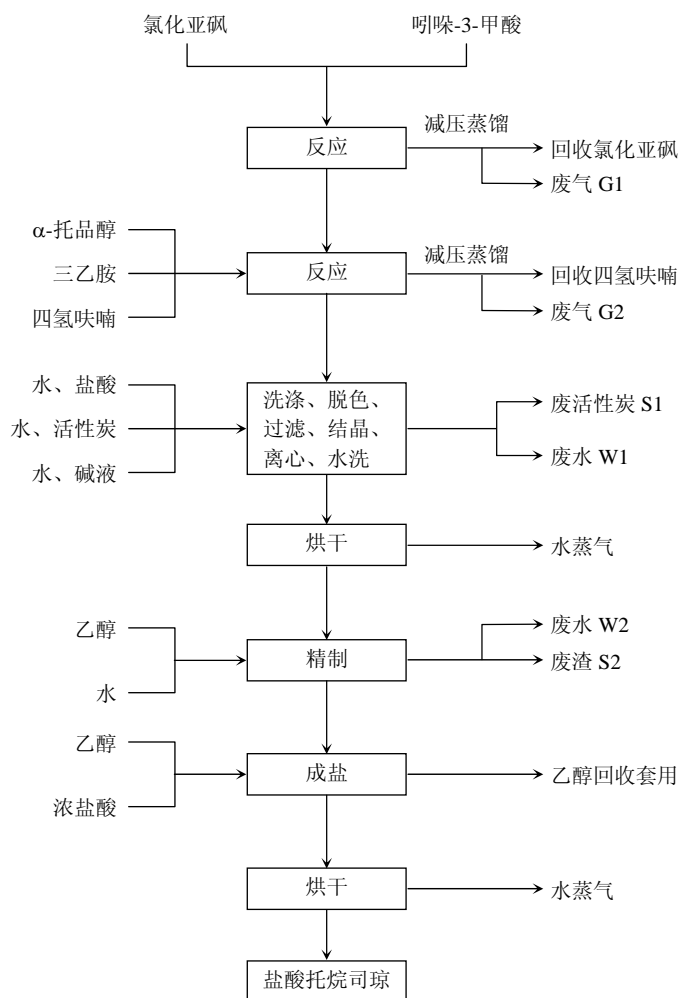 氯化亚砜
吲哚-3-甲酸
减压蒸馏
反应
回收氯化亚砜
废气 G1
α-托品醇
三乙胺
四氢呋喃
减压蒸馏
反应
回收四氢呋喃
废气 G2
水、盐酸
水、活性炭
水、碱液
洗涤、脱色、
过滤、结晶、
离心、水洗
废活性炭 S1
废水 W1
烘干
水蒸气
乙醇
水
精制
废水 W2
废渣 S2
乙醇
浓盐酸
成盐
乙醇回收套用
烘干
水蒸气
盐酸托烷司琼